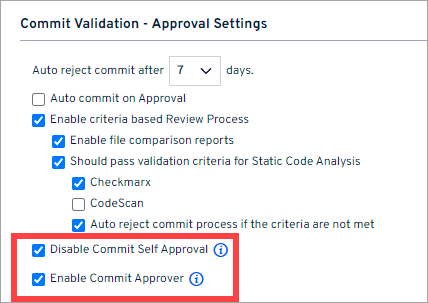 Commit Validation - Approval Settings
Auto reject commit after 7 days.
Auto commit on Approval
Enable criteria based Review Process
Enable file comparison reports
Should pass validation criteria for Static Code Analysis
Checkmarx
CodeScan
Auto reject commit process if the criteria are not met
Disable Commit Self Approval
Enable Commit Approver